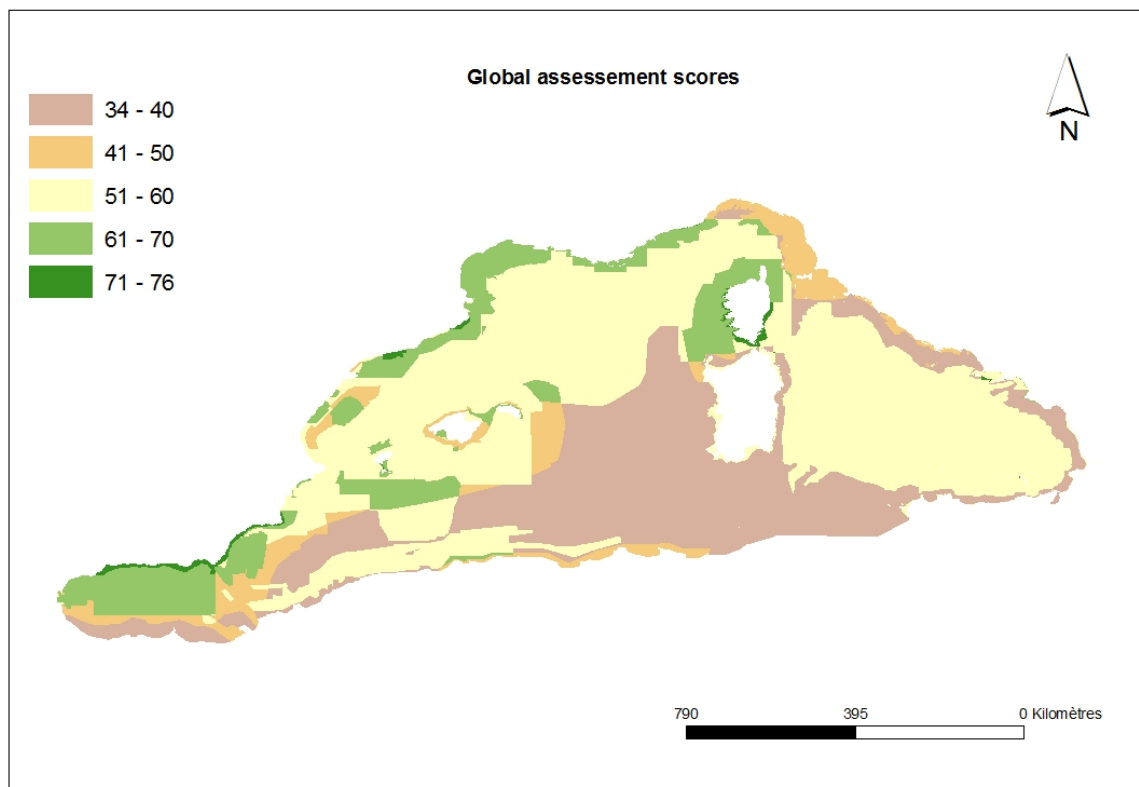 Global assessement scores
34 - 40
41 - 50
51 - 60
61 - 70
71 - 76
N
790 395 0 Kilomètres